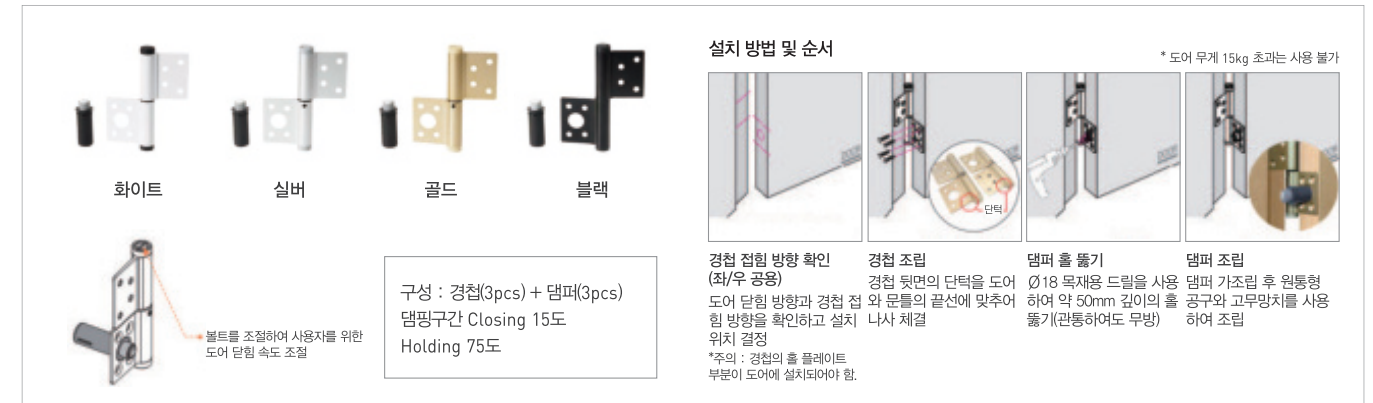 화이트
실버
골드
블랙
볼트를 조절하여 사용자를 위한
도어 닫힘 속도 조절
구성 : 경첩(3pcs) + 댐퍼(3pcs)
댐핑구간 Closing 15도
Holding 75도
설치 방법 및 순서
* 도어 무게 15kg 초과는 사용 불가
단턱
경첩 접힘 방향 확인
(좌/우 공용)
도어 닫힘 방향과 경첩 접
힘 방향을 확인하고 설치
위치 결정
*주의 : 경첩의 홀 플레이트
부분이 도어에 설치되어야 함.
경첩 조립
경첩 뒷면의 단턱을 도어
와 문틀의 끝선에 맞추어
나사 체결
댐퍼 홀 뚫기
Ø18 목재용 드릴을 사용
하여 약 50mm 깊이의 홀
뚫기(관통하여도 무방)
댐퍼 조립
댐퍼 가조립 후 원통형
공구와 고무망치를 사용
하여 조립